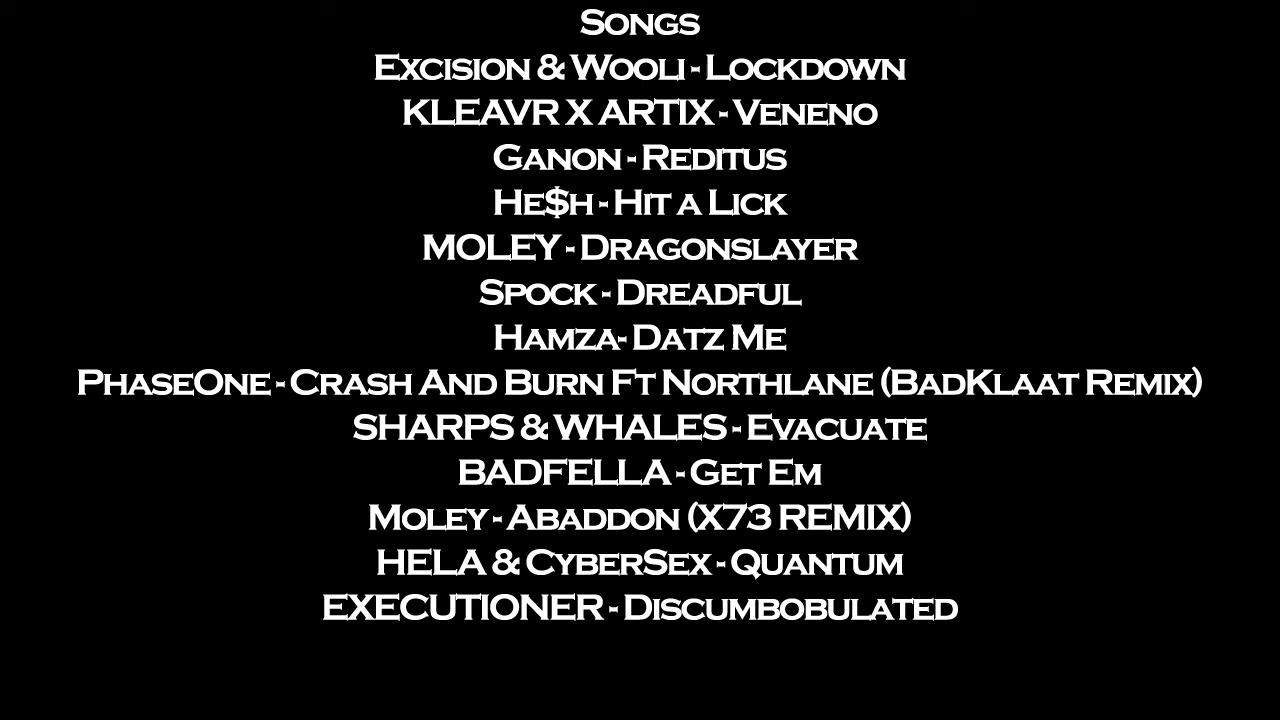 Songs
Excision & Wooli - Lockdown
KLEAVR X ARTIX - Veneno
Ganon - Reditus
He$h - Hit a Lick
MOLEY - Dragonslayer
Spock - Dreadful
Hamza- Datz Me
PhaseOne - Crash And Burn Ft Northlane (BadKlaat Remix)
SHARPS & WHALES - Evacuate
BADFELLA - Get Em
Moley - Abaddon (X73 REMIX)
HELA & CyberSex - Quantum
EXECUTIONER - Discumbobulated